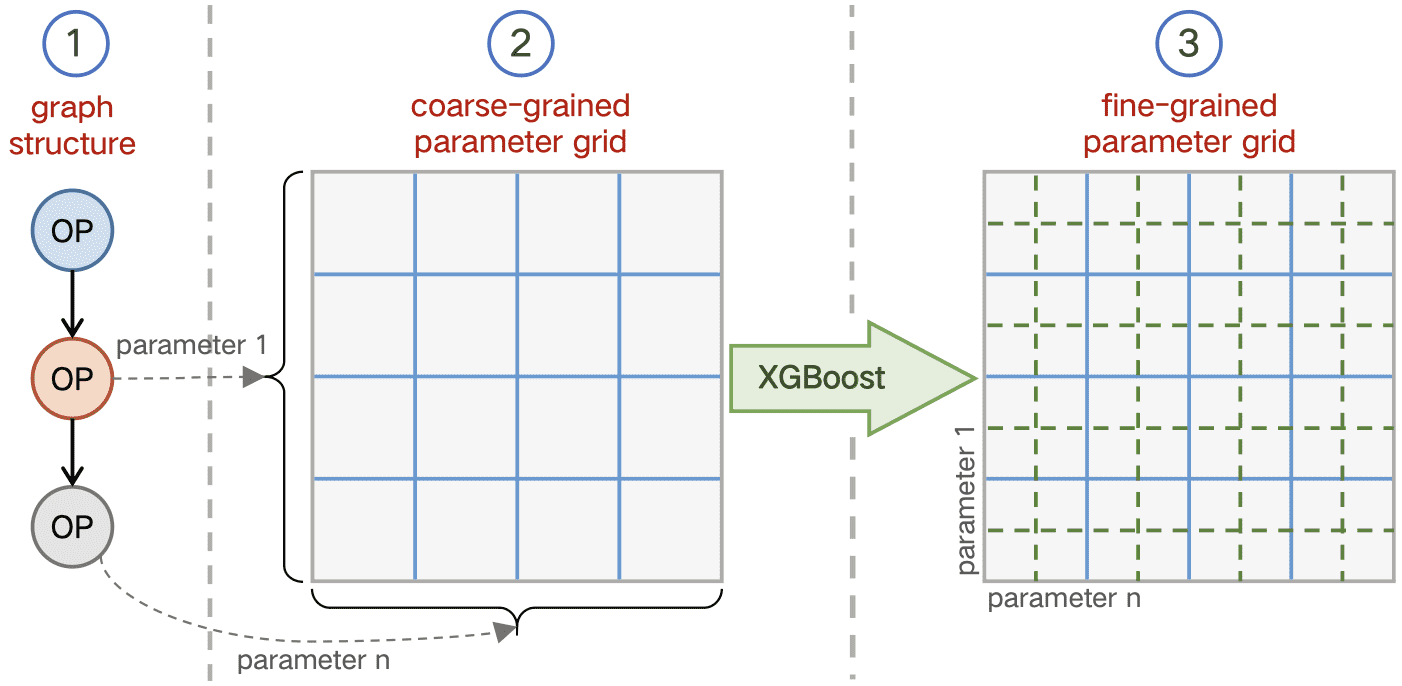 1
graph
structure
OP
OP
OP
parameter 1
parameter n
2
coarse-grained
parameter grid
XGBoost
3
fine-grained
parameter grid
parameter 1
parameter n